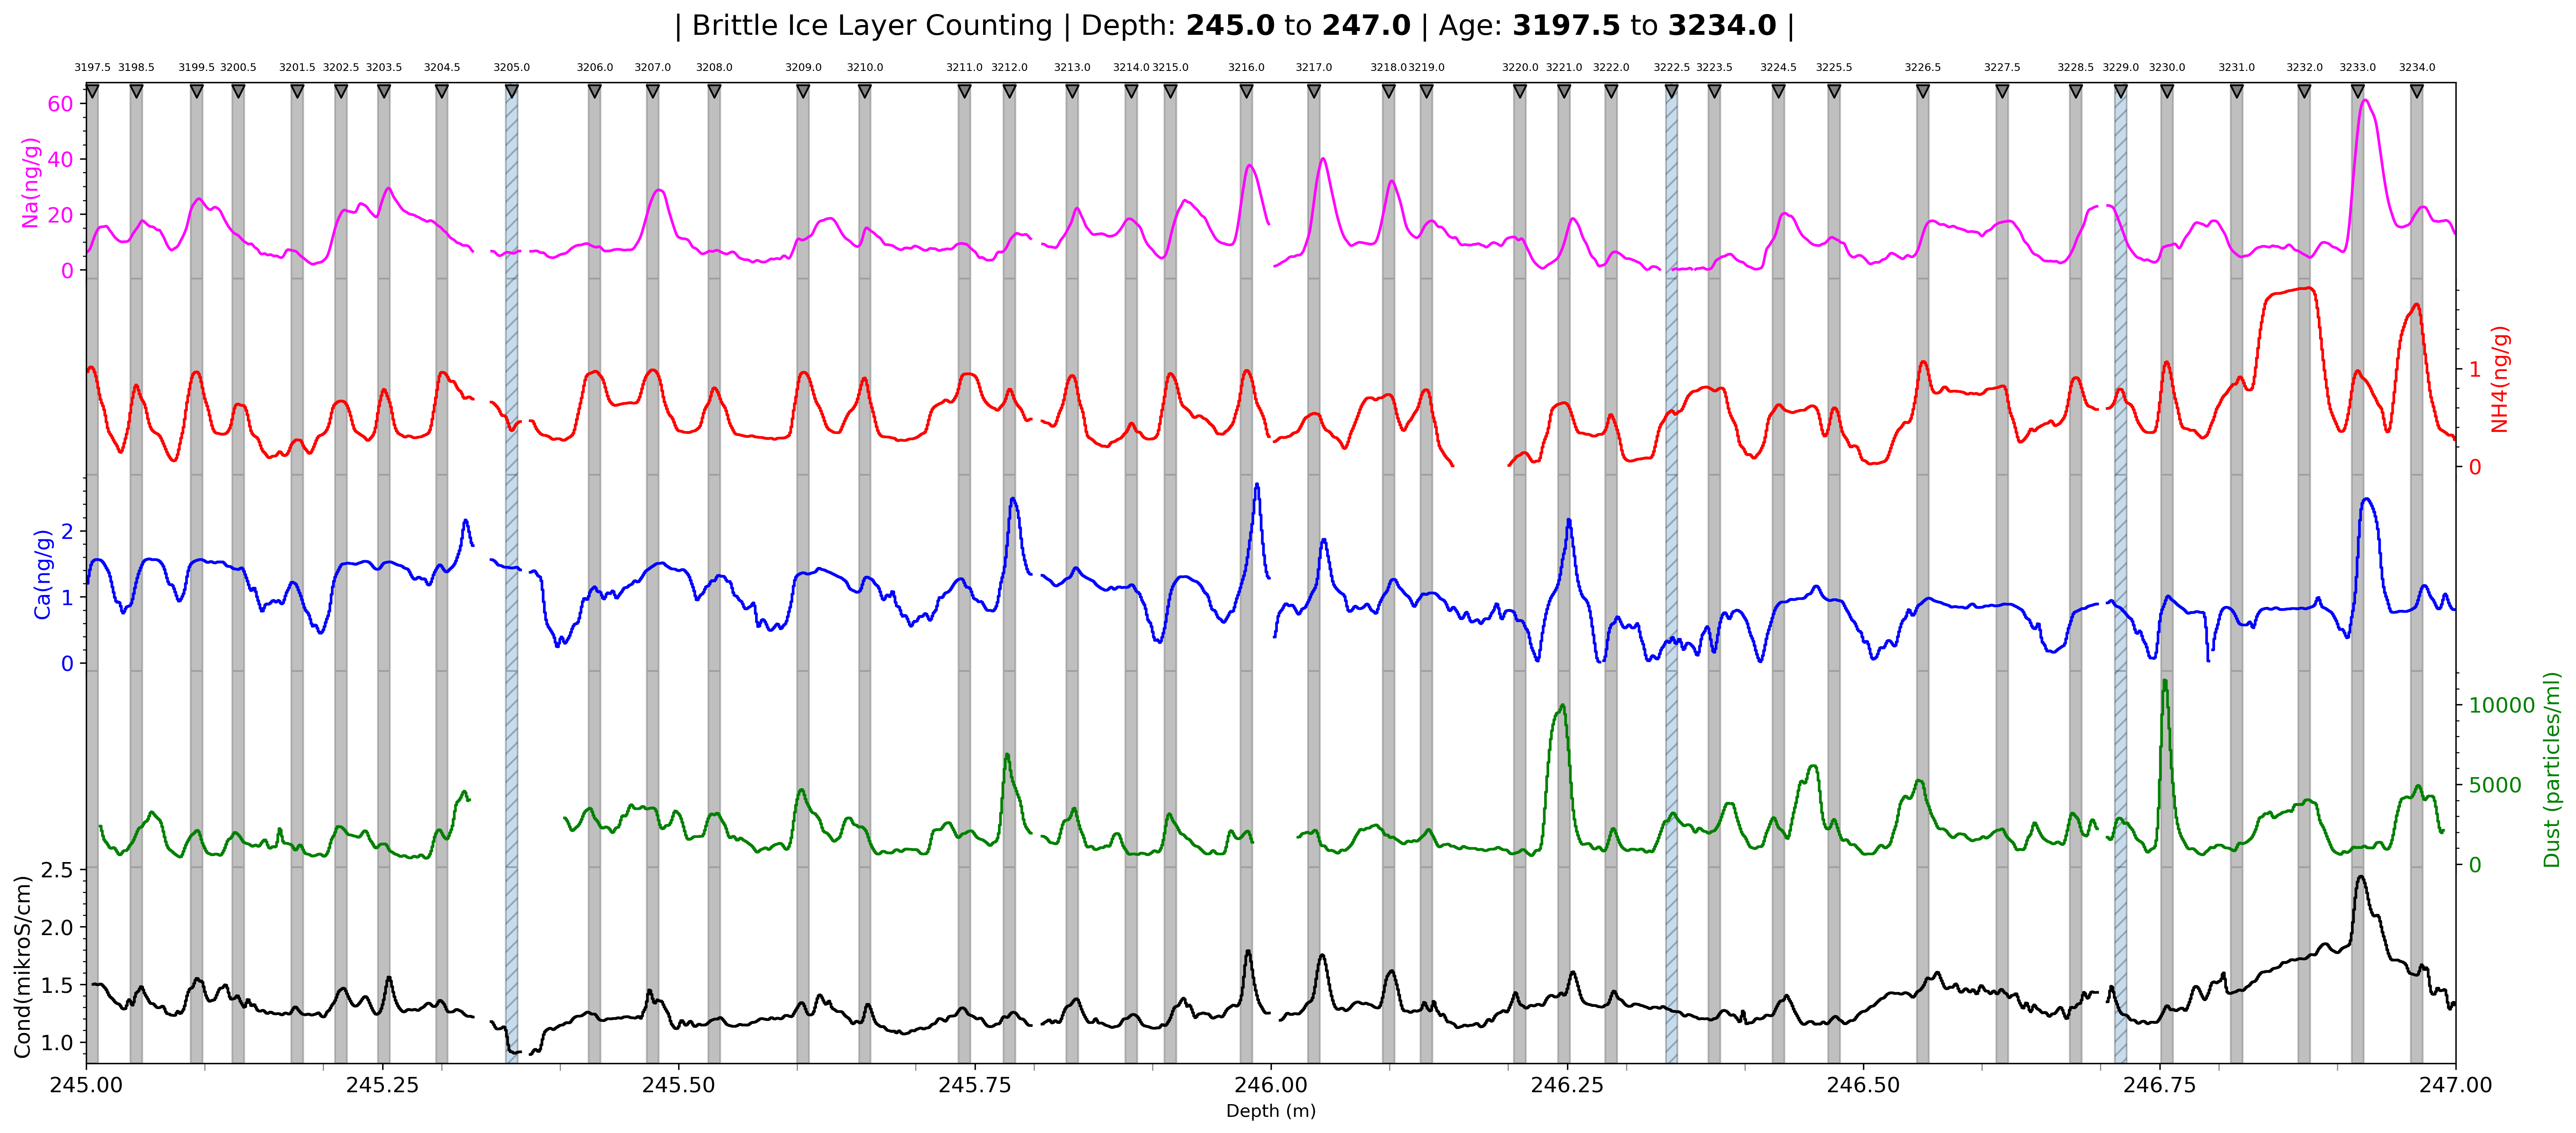 | Brittle Ice Layer Counting | Depth: 245.0 to 247.0 | Age: 3197.5 to 3234.0 |
3197.5 3198.5 3199.5 3200.5 3201.5 3202.5 3203.5 3204.5 3205.0 3206.0 3207.0 3208.0 3209.0 3210.0 3211.0 3212.0 3213.0 3214.0 3215.0 3216.0 3217.0 3218.0 3219.0 3220.0 3221.0 3222.0 3222.5 3223.5 3224.5 3225.5 3226.5 3227.5 3228.5 3229.0 3230.0 3231.0 3232.0 3233.0 3234.0
Na(ng/g)
60
40
20
0
NH4(ng/g)
1
0
Ca(ng/g)
2
1
0
Dust (particles/ml)
10000
5000
0
Cond(mikroS/cm)
2.5
2.0
1.5
1.0
245.00 245.25 245.50 245.75 246.00 246.25 246.50 246.75 247.00
Depth (m)